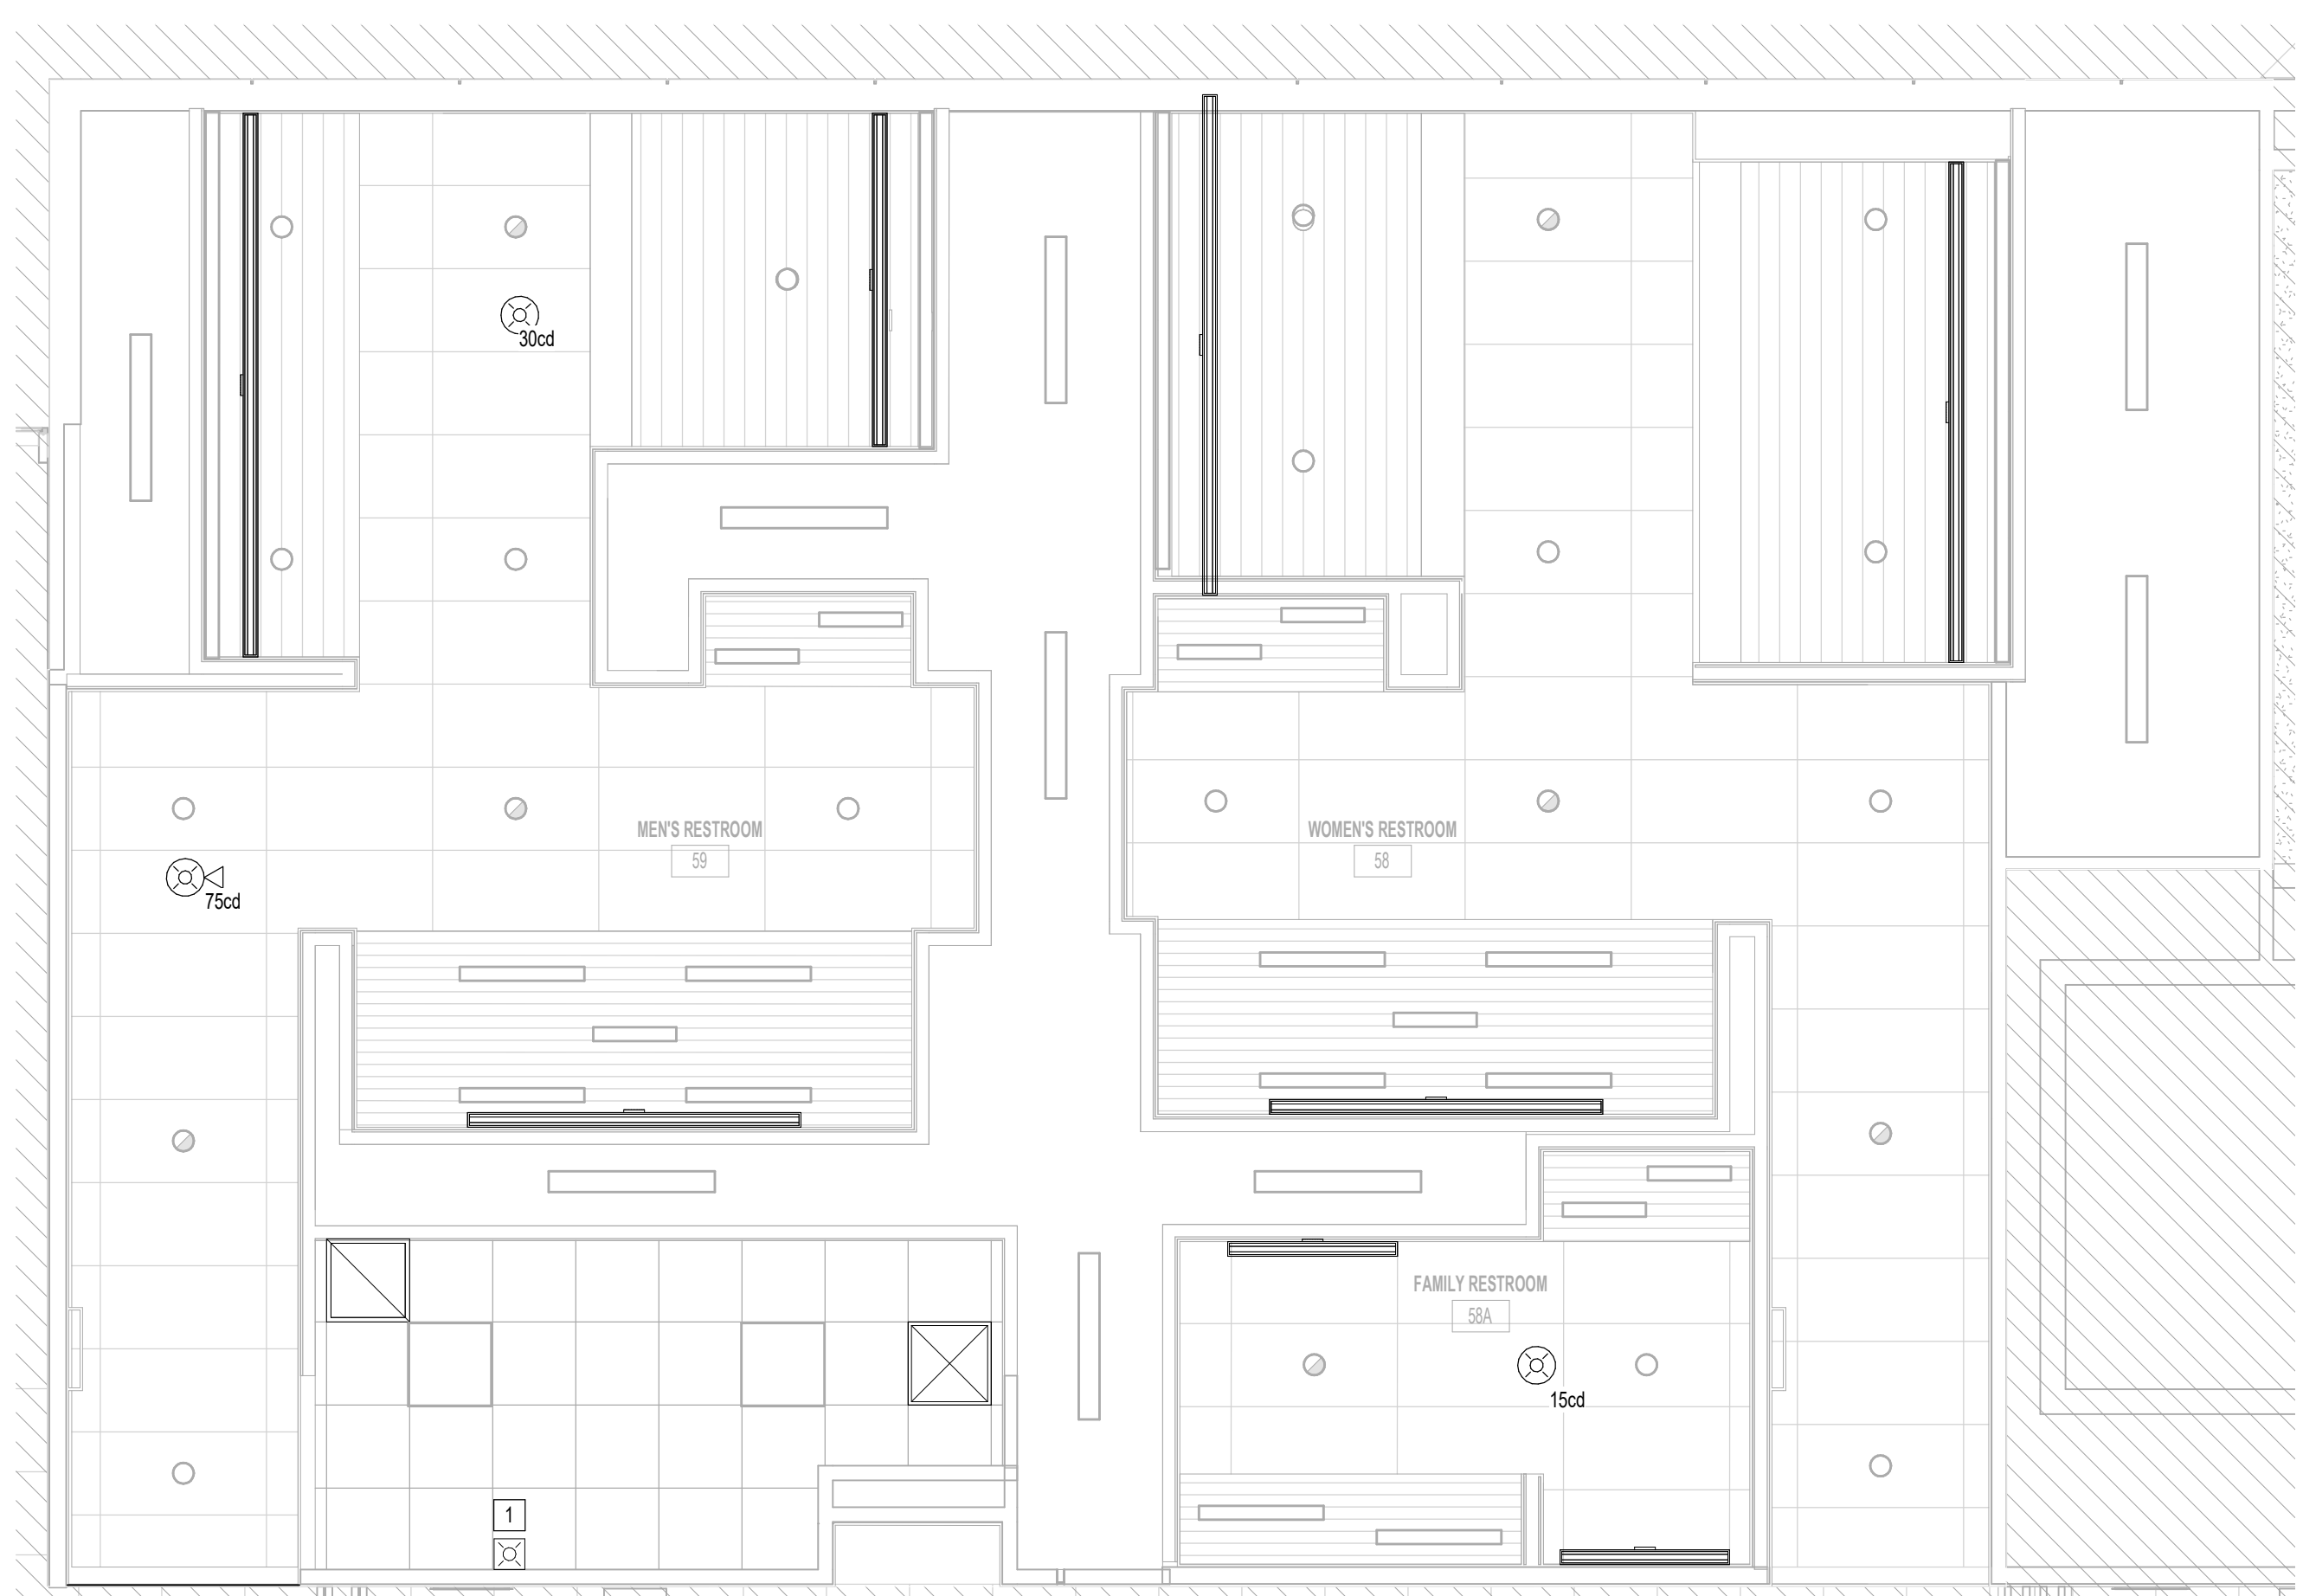 30cd
MEN'S RESTROOM
59
WOMEN'S RESTROOM
58
75cd
FAMILY RESTROOM
58A
15cd
1